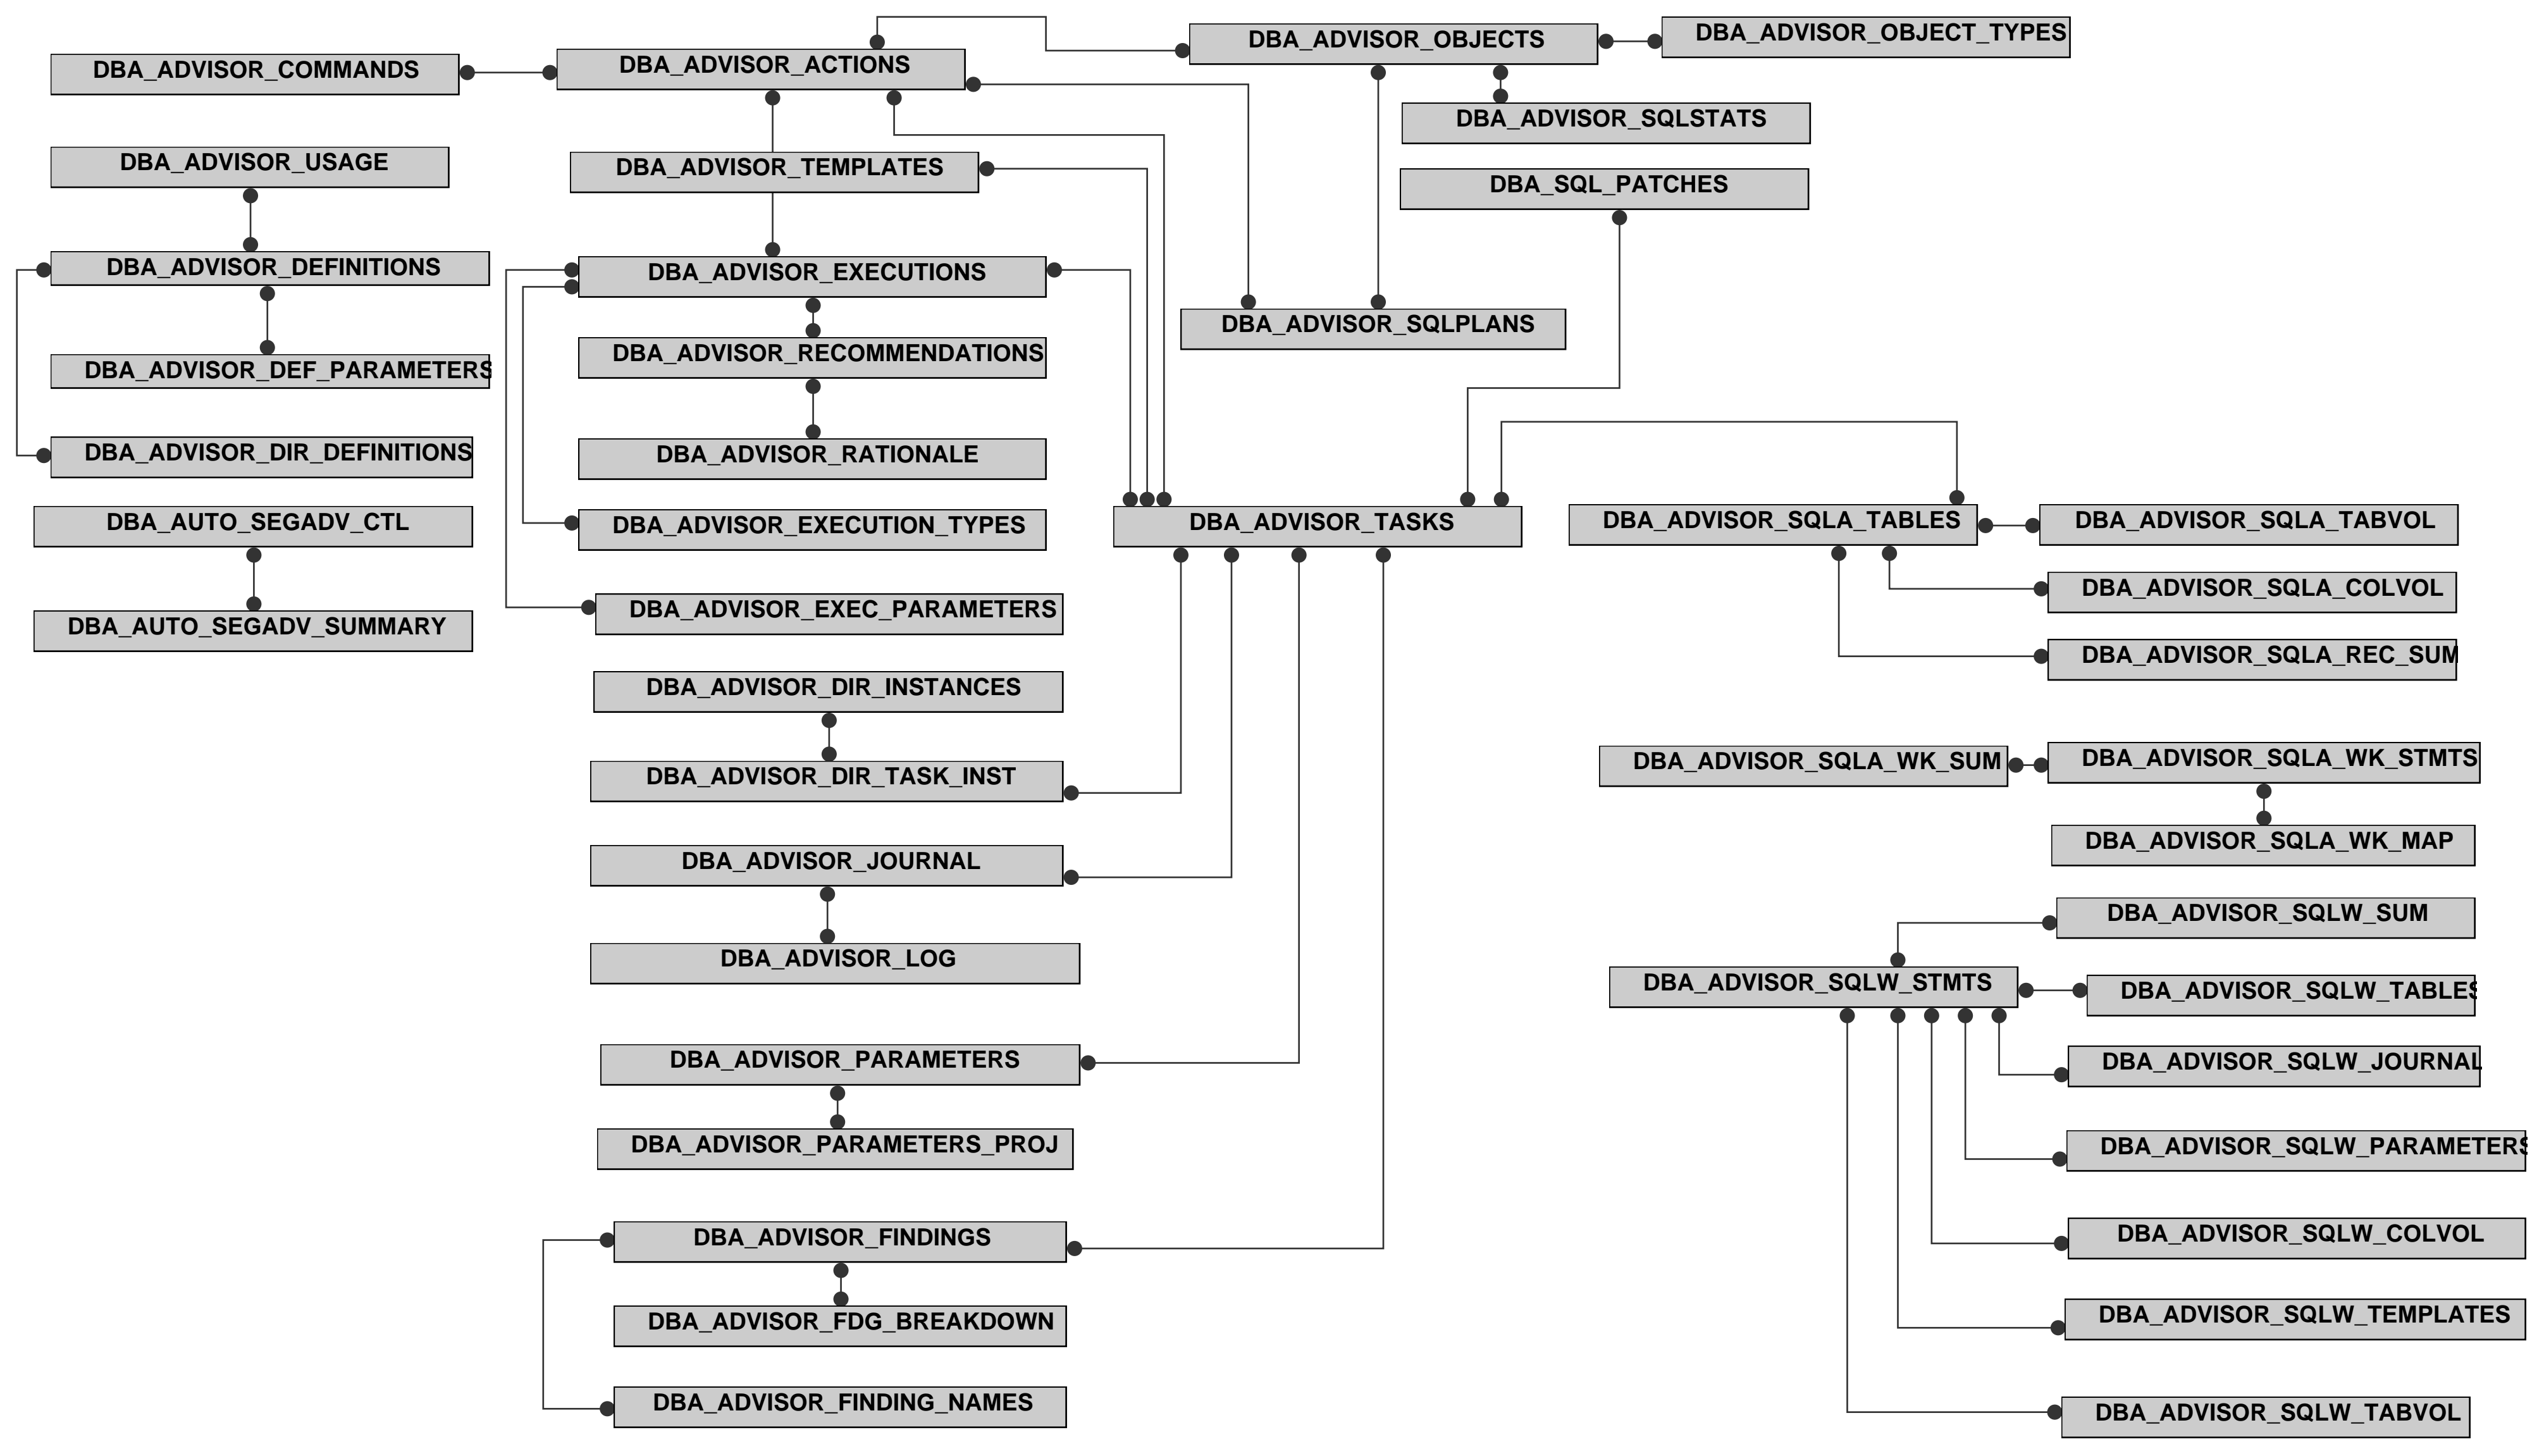 DBA_ADVISOR_COMMANDS
DBA_ADVISOR_ACTIONS
DBA_ADVISOR_OBJECTS
DBA_ADVISOR_OBJECT_TYPES
DBA_ADVISOR_SQLSTATS
DBA_ADVISOR_USAGE
DBA_ADVISOR_TEMPLATES
DBA_SQL_PATCHES
DBA_ADVISOR_DEFINITIONS
DBA_ADVISOR_EXECUTIONS
DBA_ADVISOR_SQLPLANS
DBA_ADVISOR_RECOMMENDATIONS
DBA_ADVISOR_DEF_PARAMETERS
DBA_ADVISOR_DIR_DEFINITIONS
DBA_ADVISOR_RATIONALE
DBA_AUTO_SEGADV_CTL
DBA_ADVISOR_EXECUTION_TYPES
DBA_ADVISOR_TASKS
DBA_ADVISOR_SQLA_TABLES
DBA_ADVISOR_SQLA_TABVOL
DBA_ADVISOR_SQLA_COLVOL
DBA_AUTO_SEGADV_SUMMARY
DBA_ADVISOR_EXEC_PARAMETERS
DBA_ADVISOR_SQLA_REC_SUM
DBA_ADVISOR_DIR_INSTANCES
DBA_ADVISOR_DIR_TASK_INST
DBA_ADVISOR_SQLA_WK_SUM
DBA_ADVISOR_SQLA_WK_STMTS
DBA_ADVISOR_SQLA_WK_MAP
DBA_ADVISOR_JOURNAL
DBA_ADVISOR_LOG
DBA_ADVISOR_SQLW_SUM
DBA_ADVISOR_SQLW_STMTS
DBA_ADVISOR_SQLW_TABLES
DBA_ADVISOR_PARAMETERS
DBA_ADVISOR_SQLW_JOURNAL
DBA_ADVISOR_PARAMETERS_PROJ
DBA_ADVISOR_SQLW_PARAMETERS
DBA_ADVISOR_FINDINGS
DBA_ADVISOR_SQLW_COLVOL
DBA_ADVISOR_FDG_BREAKDOWN
DBA_ADVISOR_SQLW_TEMPLATES
DBA_ADVISOR_FINDING_NAMES
DBA_ADVISOR_SQLW_TABVOL